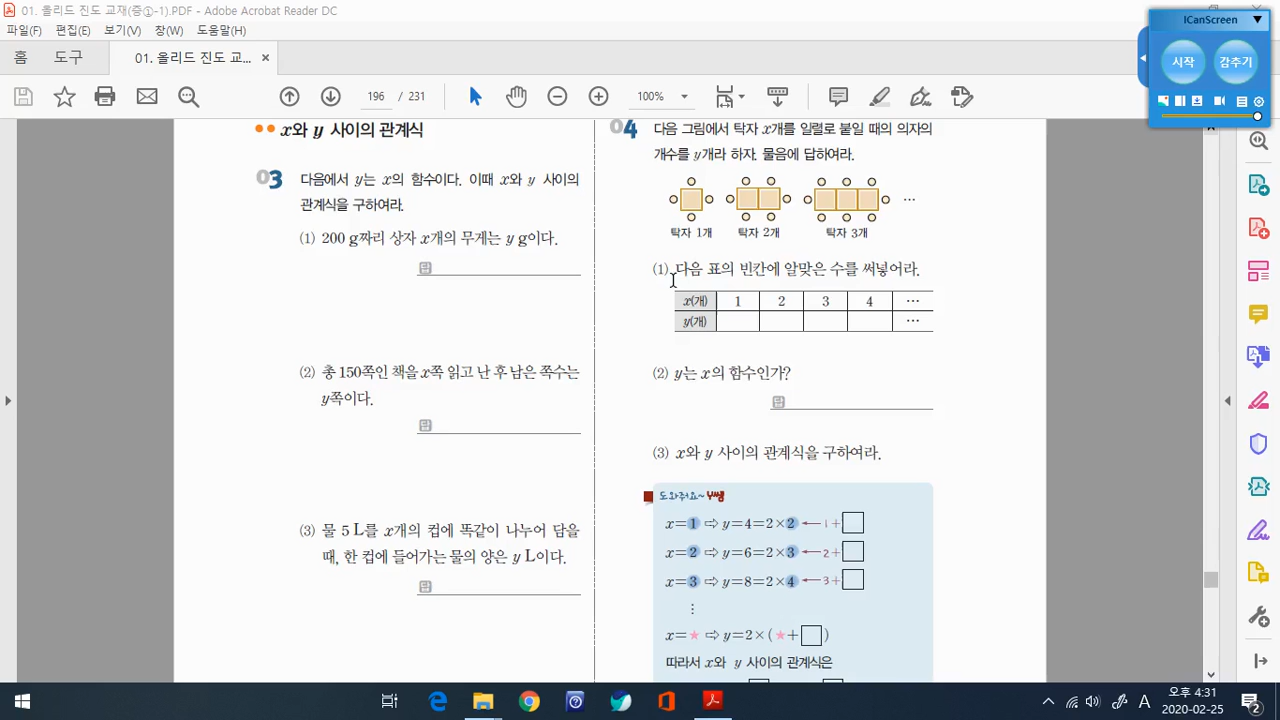 01. 올리드 진도 교재(중①-1).PDF - Adobe Acrobat Reader DC
파일(F) 편집(E) 보기(V) 창(W) 도움말(H)
홈 도구 01. 올리드 진도 교... ×
196 / 231 100%
ICanScreen
시작 감추기
x와 y 사이의 관계식
03 다음에서 y는 x의 함수이다. 이때 x와 y 사이의
관계식을 구하여라.
(1) 200 g짜리 상자 x개의 무게는 y g이다.
답
(2) 총 150쪽인 책을 x쪽 읽고 난 후 남은 쪽수는
y쪽이다.
답
(3) 물 5 L를 x개의 컵에 똑같이 나누어 담을
때, 한 컵에 들어가는 물의 양은 y L이다.
답
04 다음 그림에서 탁자 x개를 일렬로 붙일 때의 의자의
개수를 y개라 하자. 물음에 답하여라.
...
탁자 1개 탁자 2개 탁자 3개
(1) 다음 표의 빈칸에 알맞은 수를 써넣어라.
x(개) 1 2 3 4 ...
y(개) ...
(2) y는 x의 함수인가?
답
(3) x와 y 사이의 관계식을 구하여라.
도와줘요~ Y쌤
x=1 ⇨ y=4=2×2 ← 1+□
x=2 ⇨ y=6=2×3 ← 2+□
x=3 ⇨ y=8=2×4 ← 3+□
⋮
x=★ ⇨ y=2×(★+□)
따라서 x와 y 사이의 관계식은
A 오후 4:31
2020-02-25 2